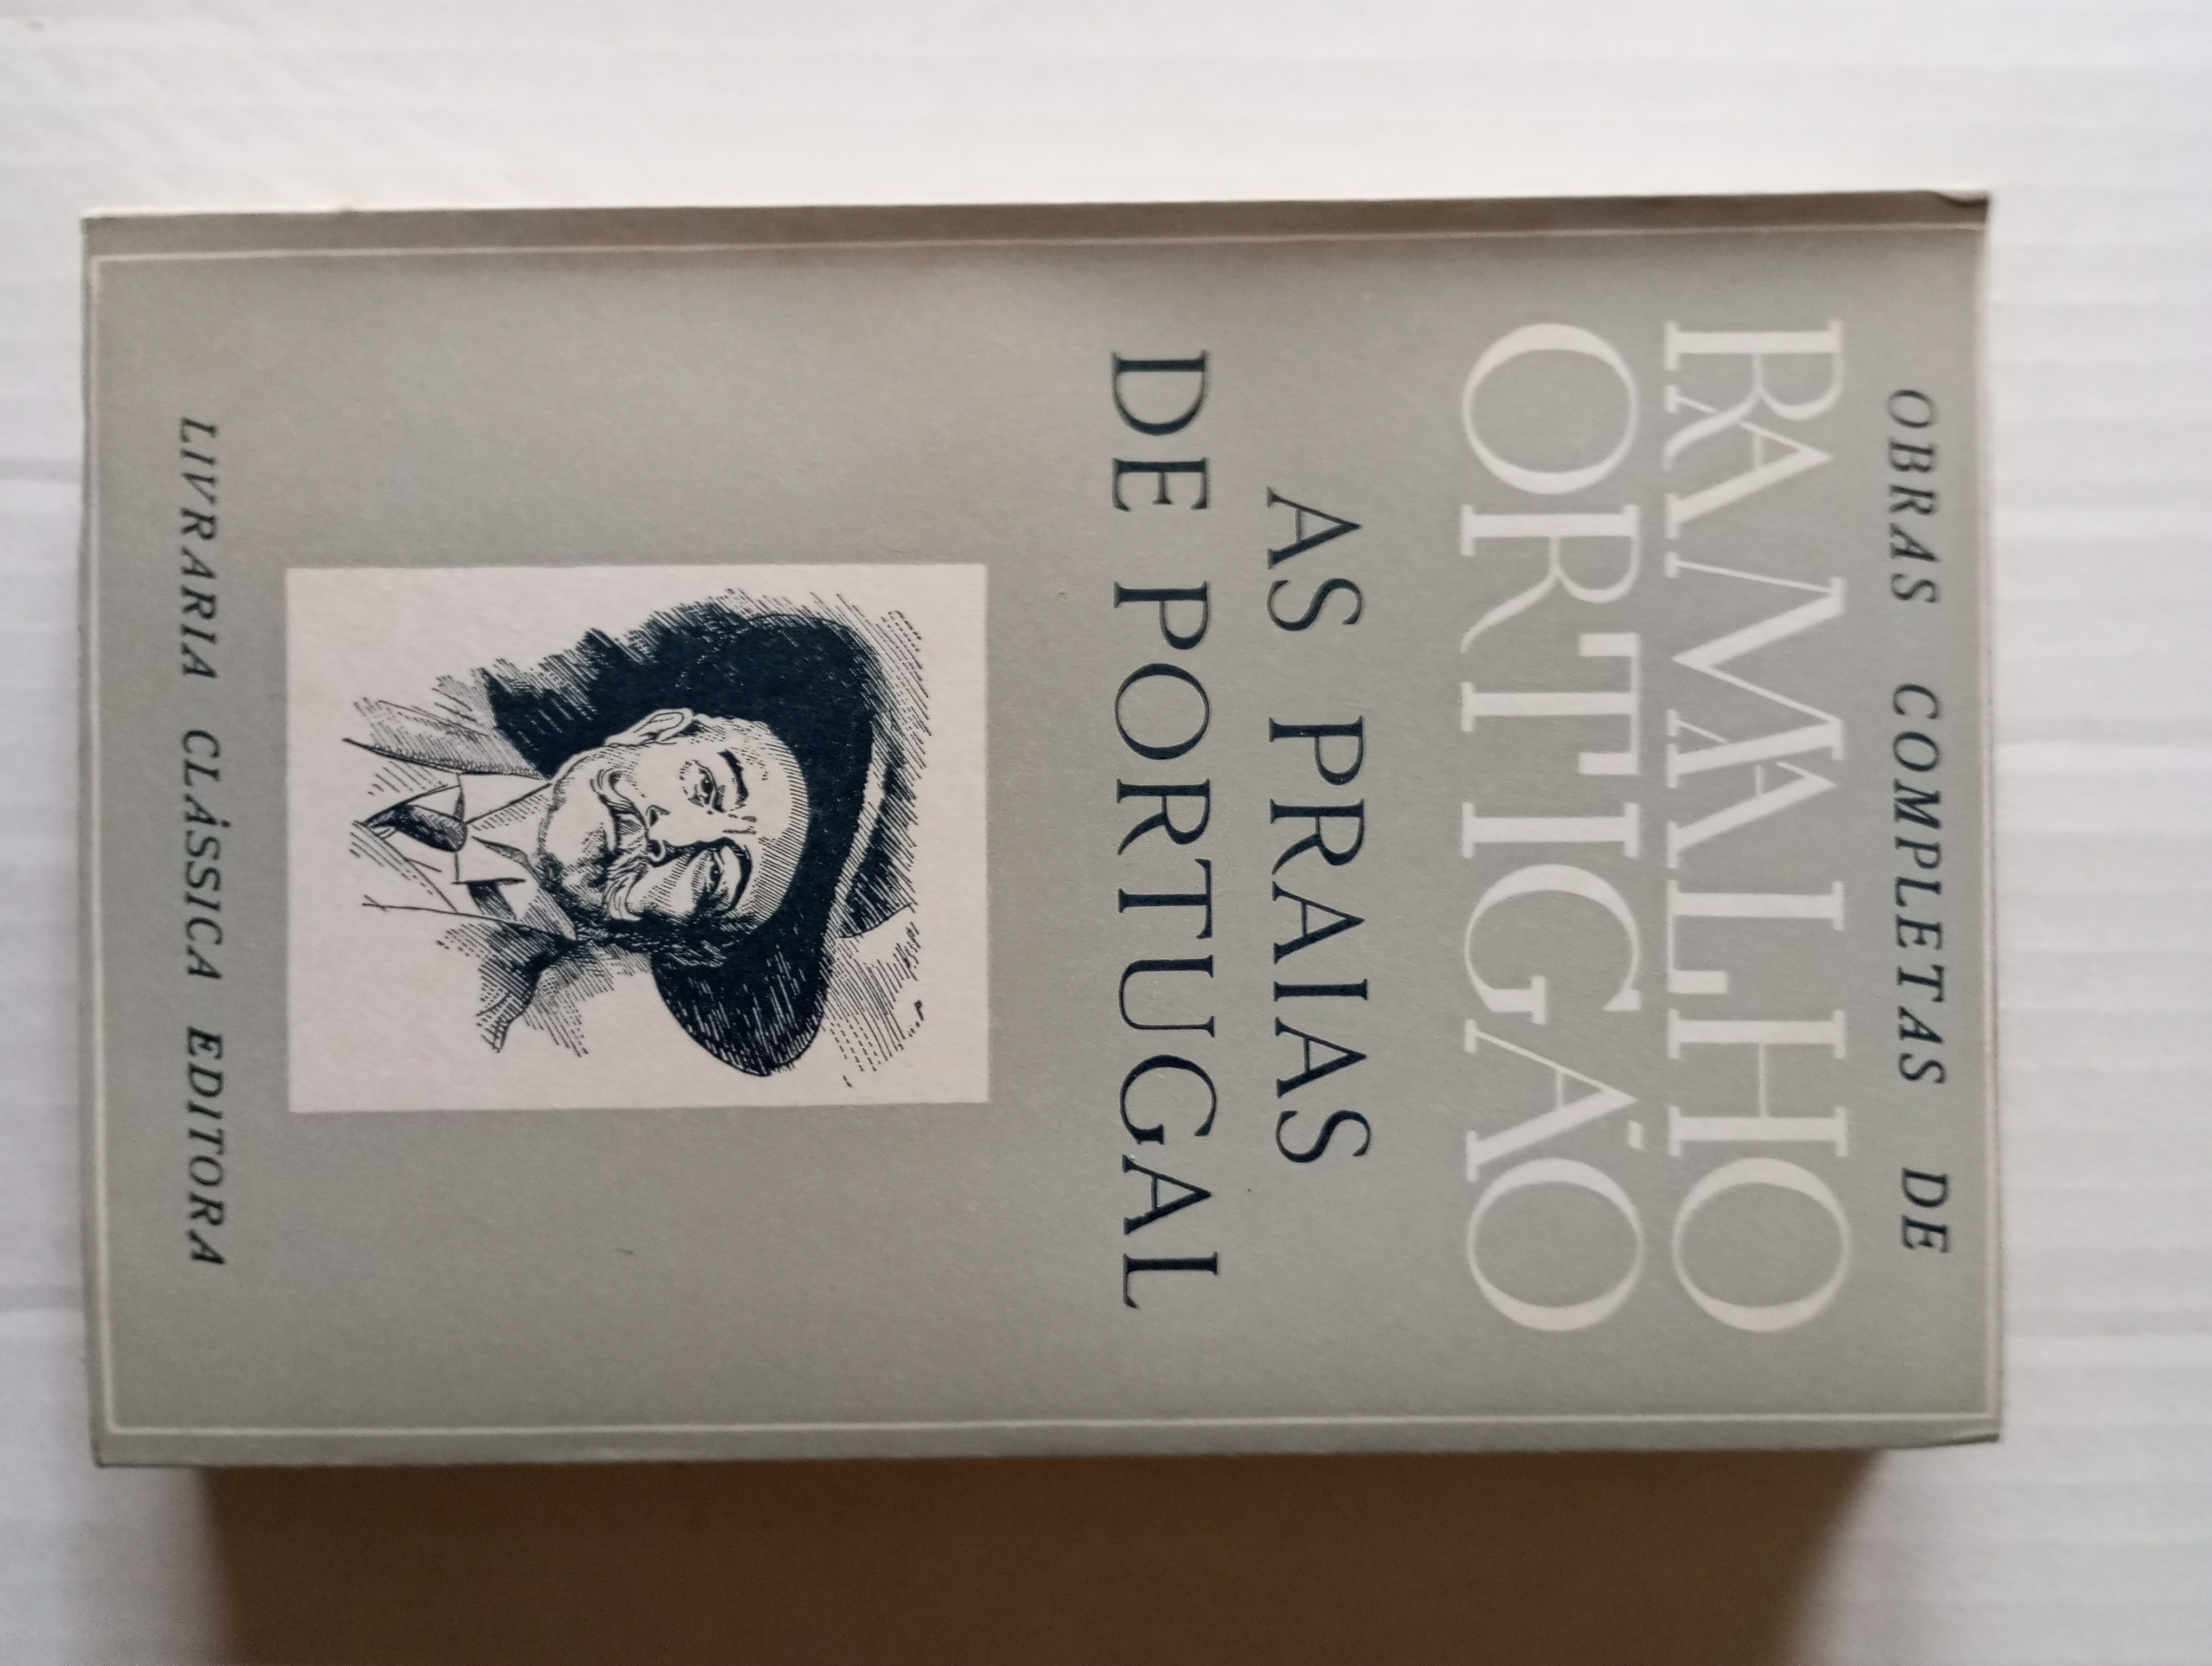 OBRAS COMPLETAS DE
RAMALHO
ORTIGÃO
AS PRAIAS
DE PORTUGAL
LIVRARIA CLÁSSICA EDITORA